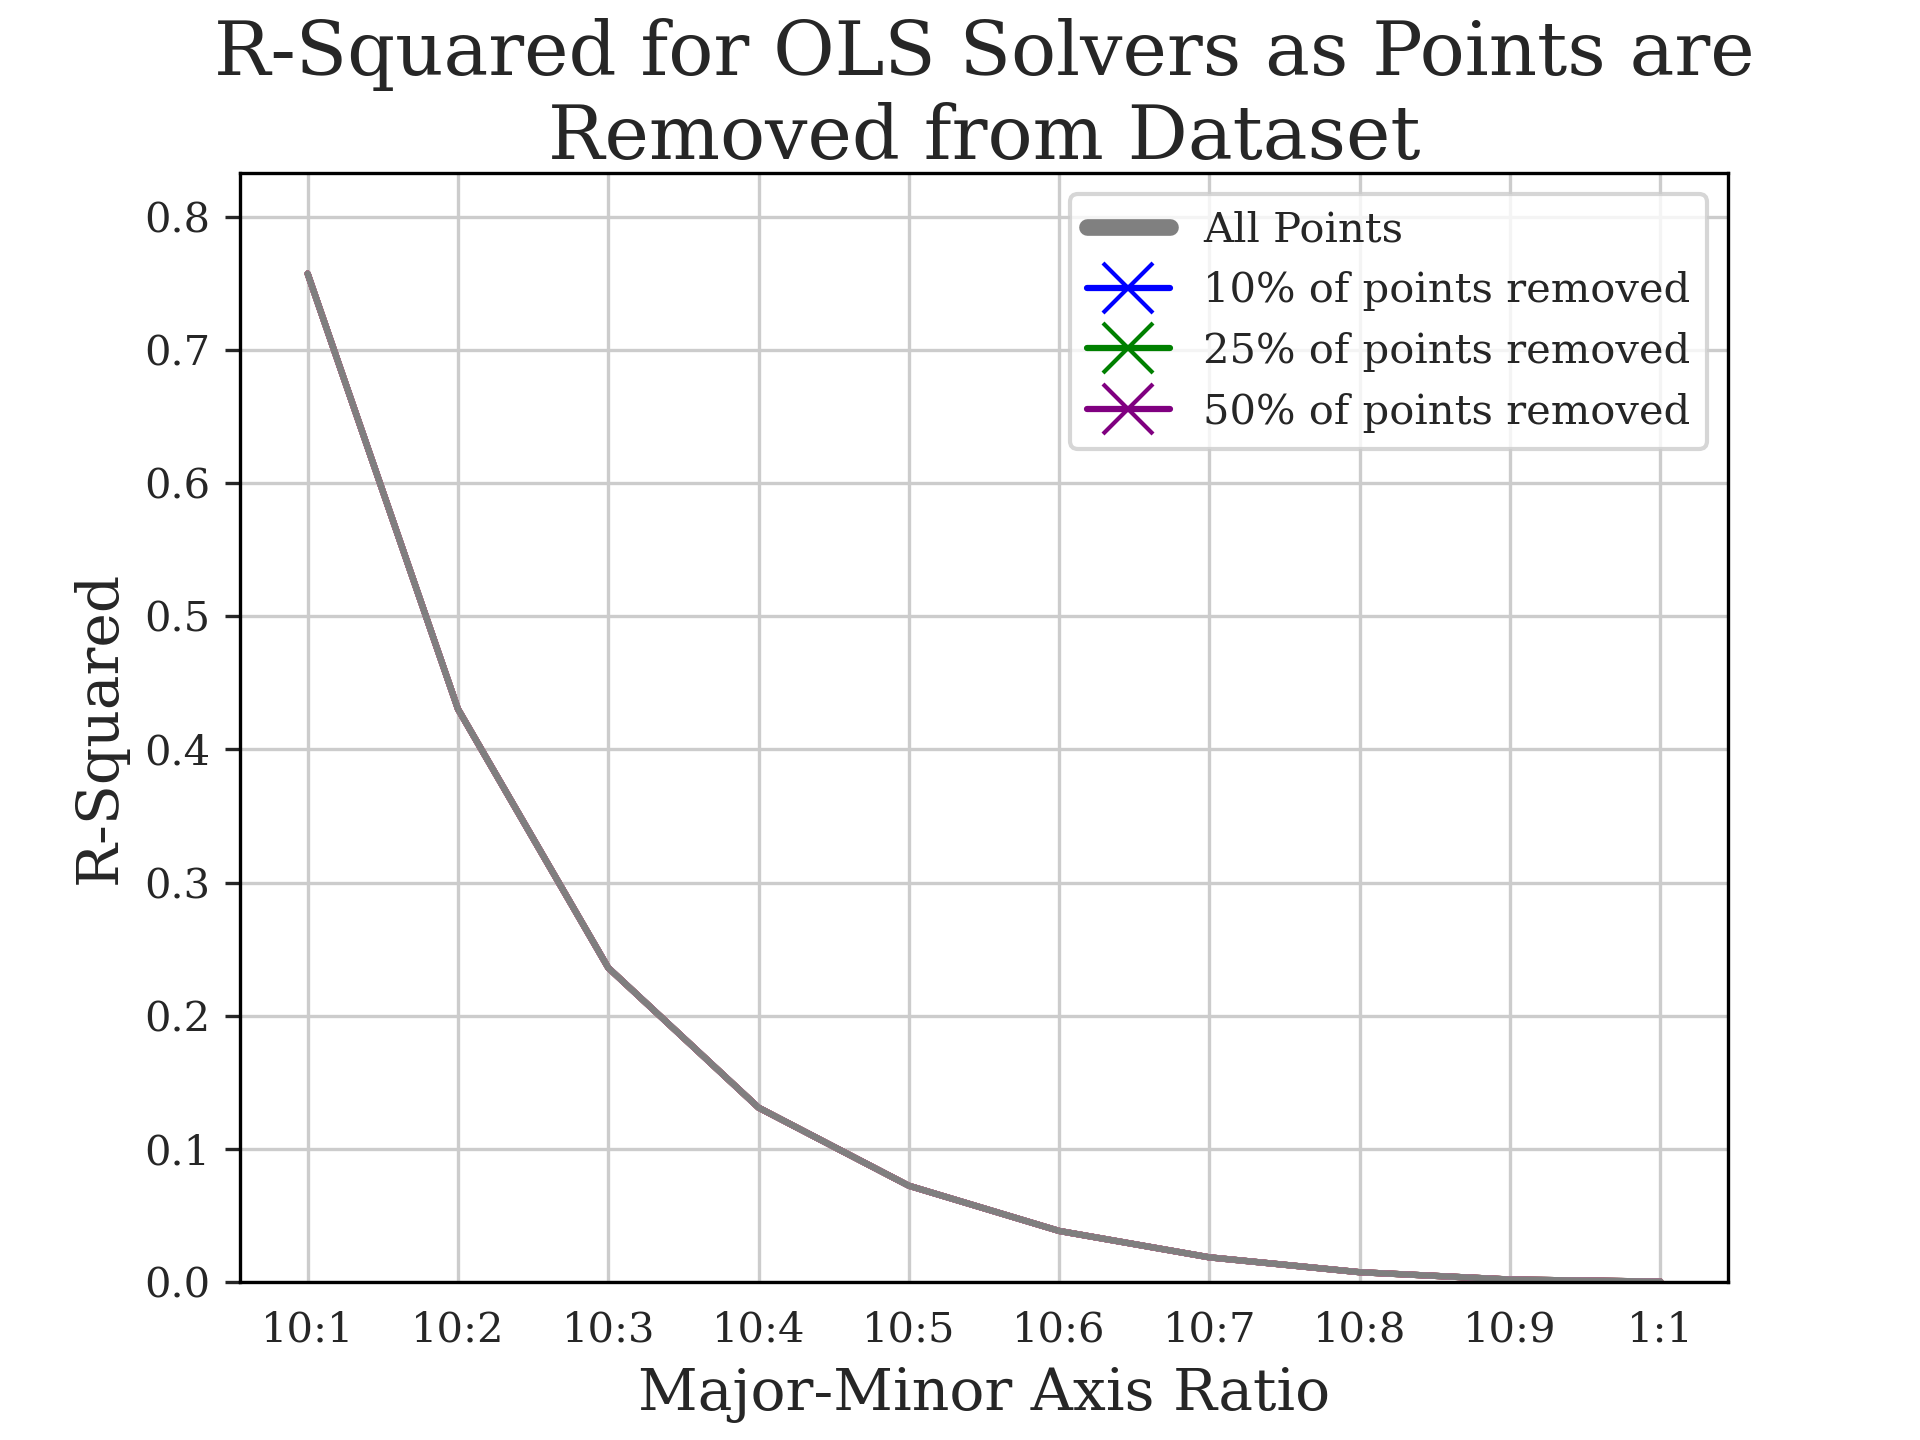 R-Squared for OLS Solvers as Points are
Removed from Dataset
All Points
10% of points removed
25% of points removed
50% of points removed
R-Squared
0.8
0.7
0.6
0.5
0.4
0.3
0.2
0.1
0.0
10:1 10:2 10:3 10:4 10:5 10:6 10:7 10:8 10:9 1:1
Major-Minor Axis Ratio